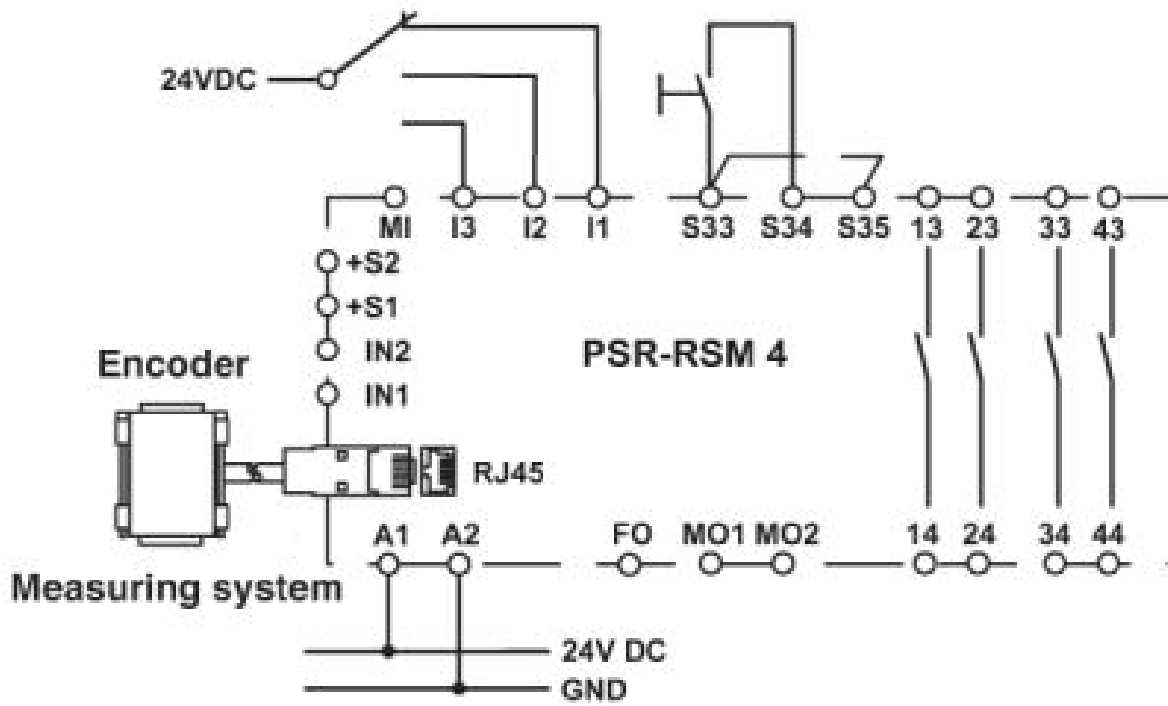 24VDC
MI I3 I2 I1 S33 S34 S35 13 23 33 43
+S2
+S1
IN2
IN1
PSR-RSM 4
Encoder
RJ45
Measuring system
A1 A2 FO MO1 MO2 14 24 34 44
24V DC
GND